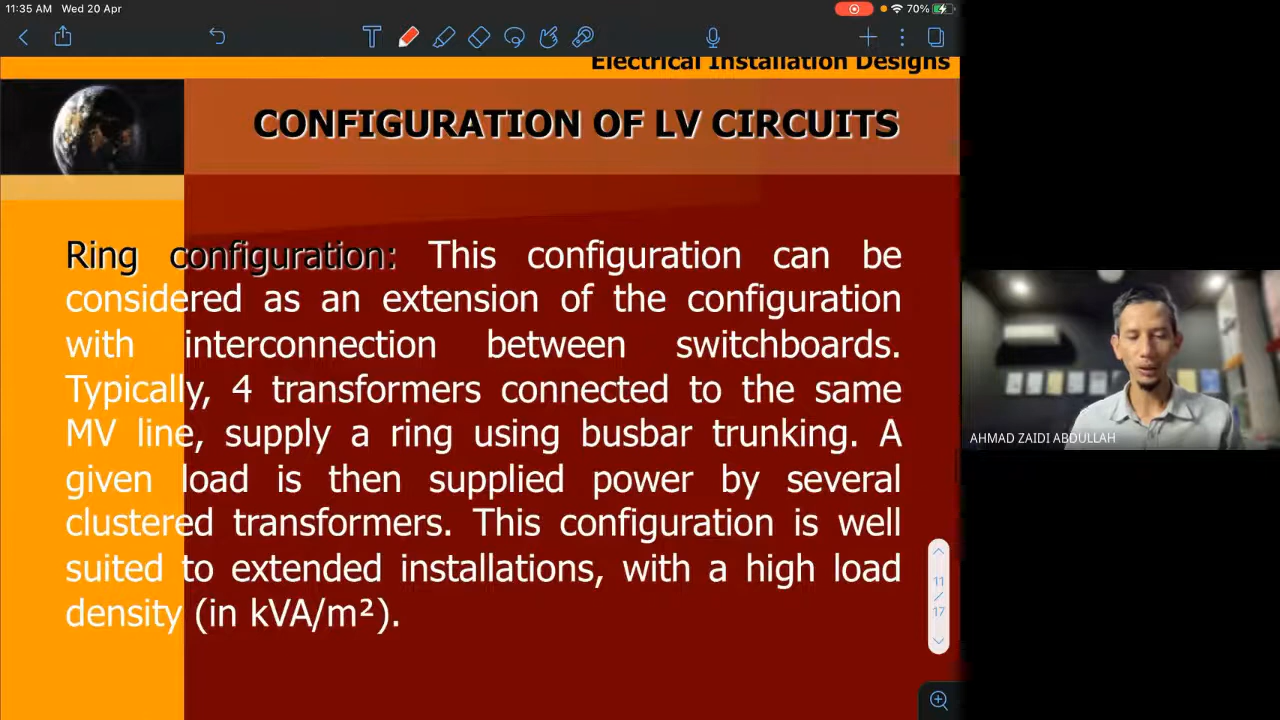 11:35 AM Wed 20 Apr
70%
Electrical Installation Designs
CONFIGURATION OF LV CIRCUITS
Ring configuration: This configuration can be
considered as an extension of the configuration
with interconnection between switchboards.
Typically, 4 transformers connected to the same
MV line, supply a ring using busbar trunking. A
given load is then supplied power by several
clustered transformers. This configuration is well
suited to extended installations, with a high load
density (in kVA/m²).
11
/
17
AHMAD ZAIDI ABDULLAH